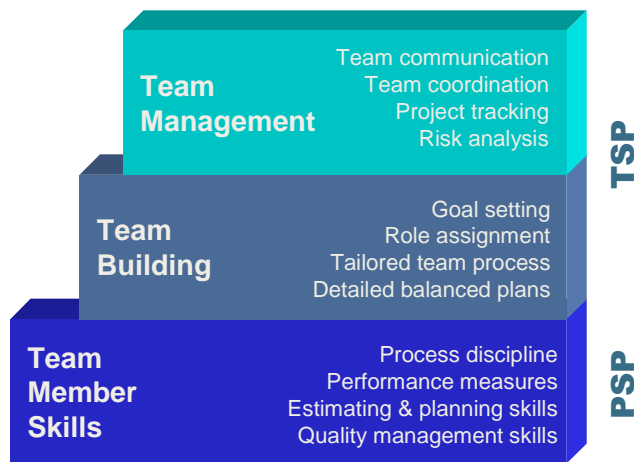 Team
Management
Team communication
Team coordination
Project tracking
Risk analysis
TSP
Team
Building
Goal setting
Role assignment
Tailored team process
Detailed balanced plans
Team
Member
Skills
Process discipline
Performance measures
Estimating & planning skills
Quality management skills
PSP